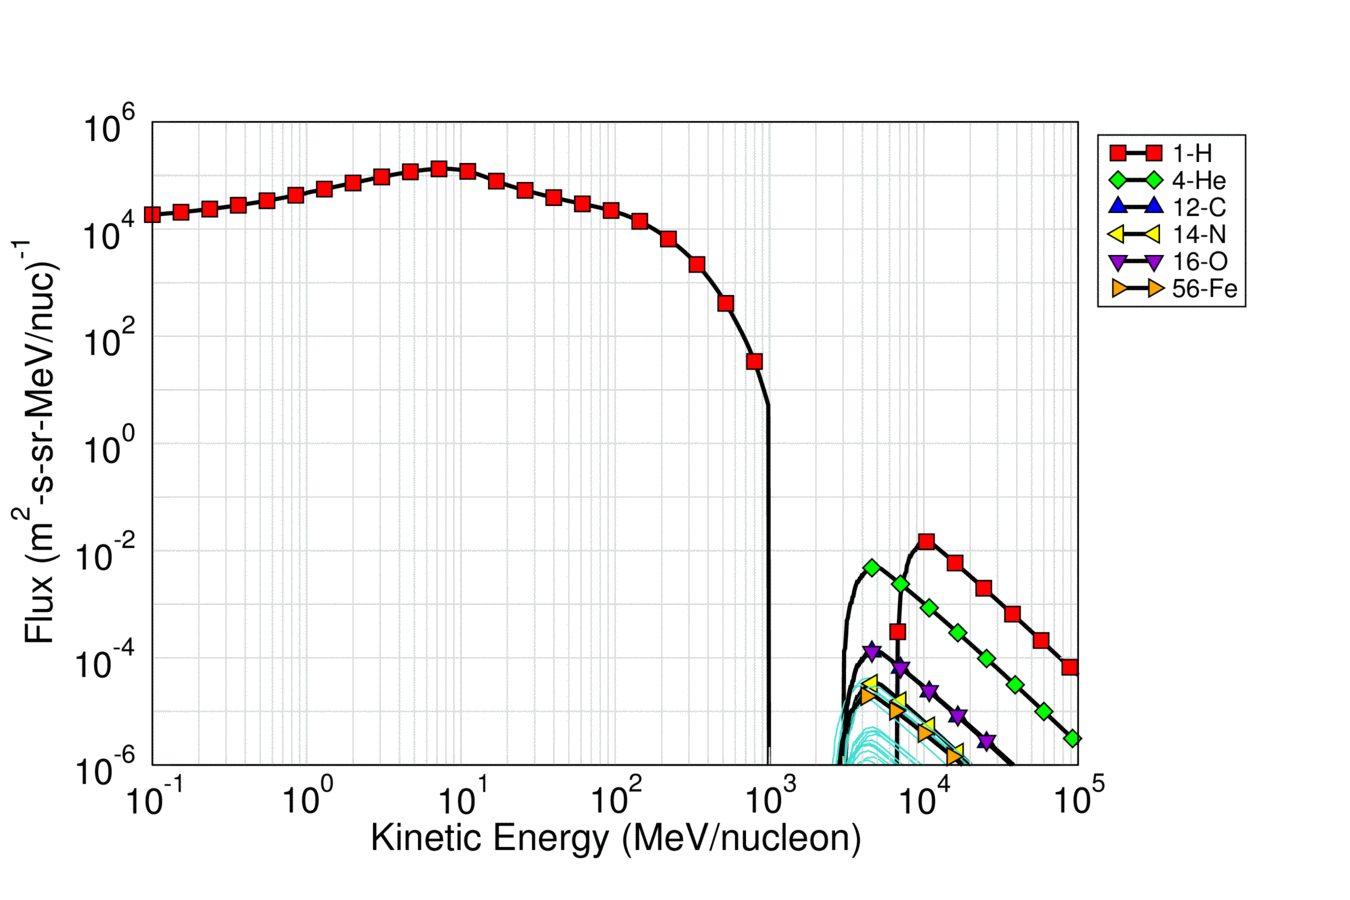 10^6
10^4
10^2
10^0
10^-2
10^-4
10^-6
Flux (m^2-s-sr-MeV/nuc)^-1
10^-1 10^0 10^1 10^2 10^3 10^4 10^5
Kinetic Energy (MeV/nucleon)
1-H
4-He
12-C
14-N
16-O
56-Fe